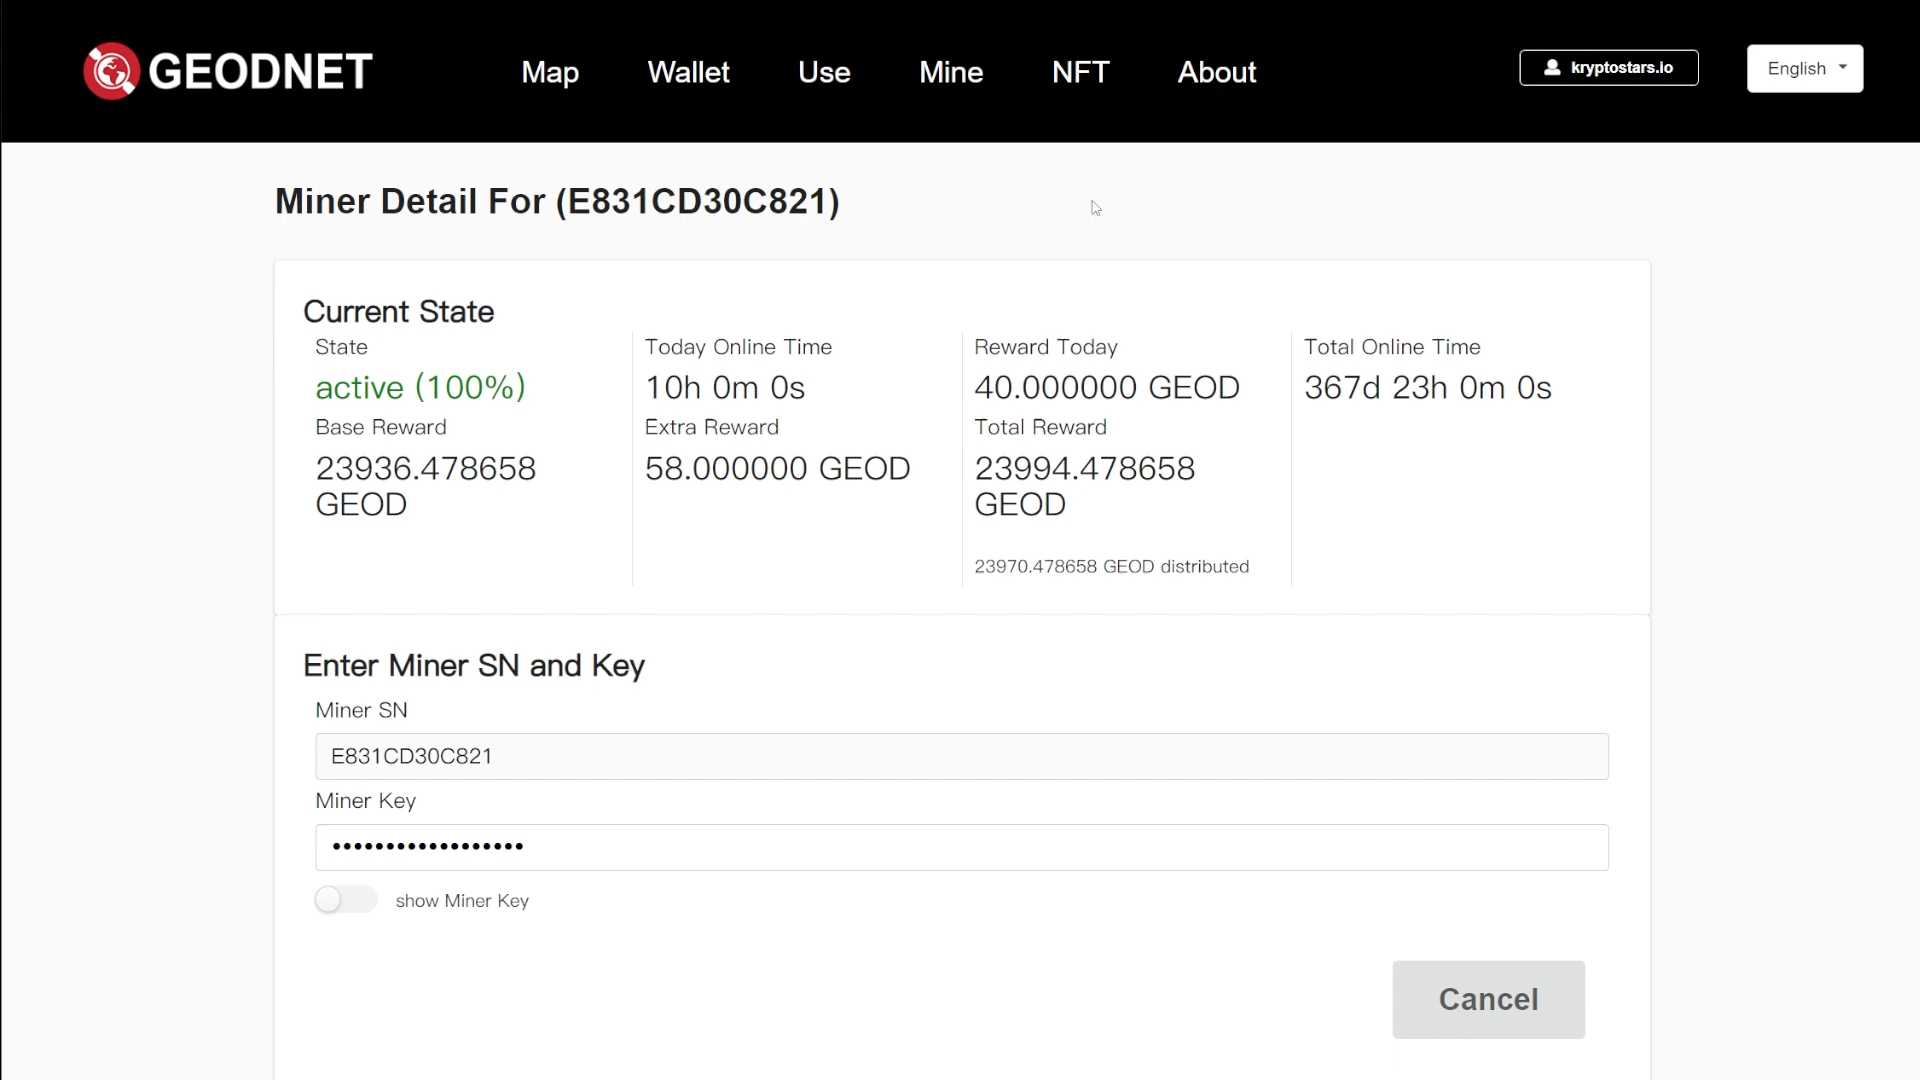 GEODNET
Map Wallet Use Mine NFT About
kryptostars.io
English
Miner Detail For (E831CD30C821)
Current State
State
active (100%)
Base Reward
23936.478658
GEOD
Today Online Time
10h 0m 0s
Extra Reward
58.000000 GEOD
Reward Today
40.000000 GEOD
Total Reward
23994.478658
GEOD
23970.478658 GEOD distributed
Total Online Time
367d 23h 0m 0s
Enter Miner SN and Key
Miner SN
E831CD30C821
Miner Key
••••••••••••••••••
show Miner Key
Cancel